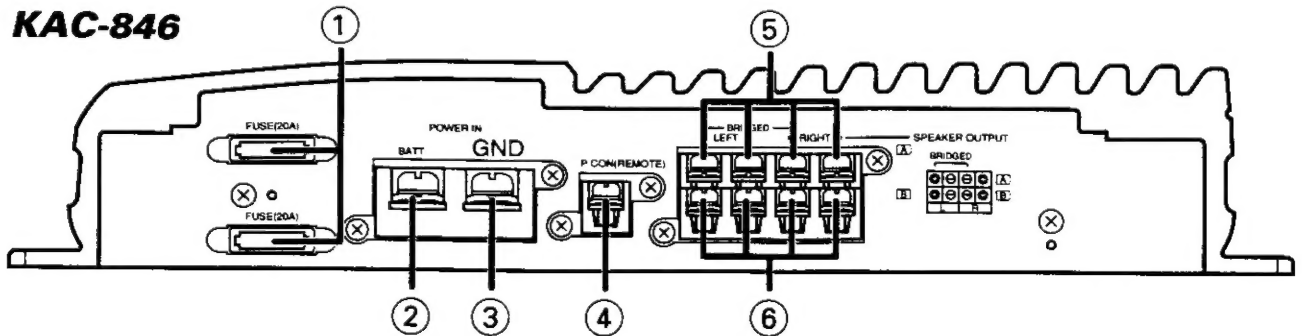 KAC-846
1
5
FUSE(20A)
POWER IN
BATT
GND
P CON(REMOTE)
BRIDGED
LEFT
RIGHT
SPEAKER OUTPUT
A
BRIDGED
A
B
B
FUSE(20A)
2
3
4
6